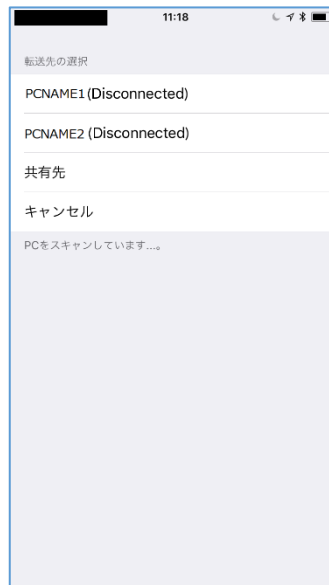 11:18
転送先の選択
PCNAME1 (Disconnected)
PCNAME2 (Disconnected)
共有先
キャンセル
PCをスキャンしています...。